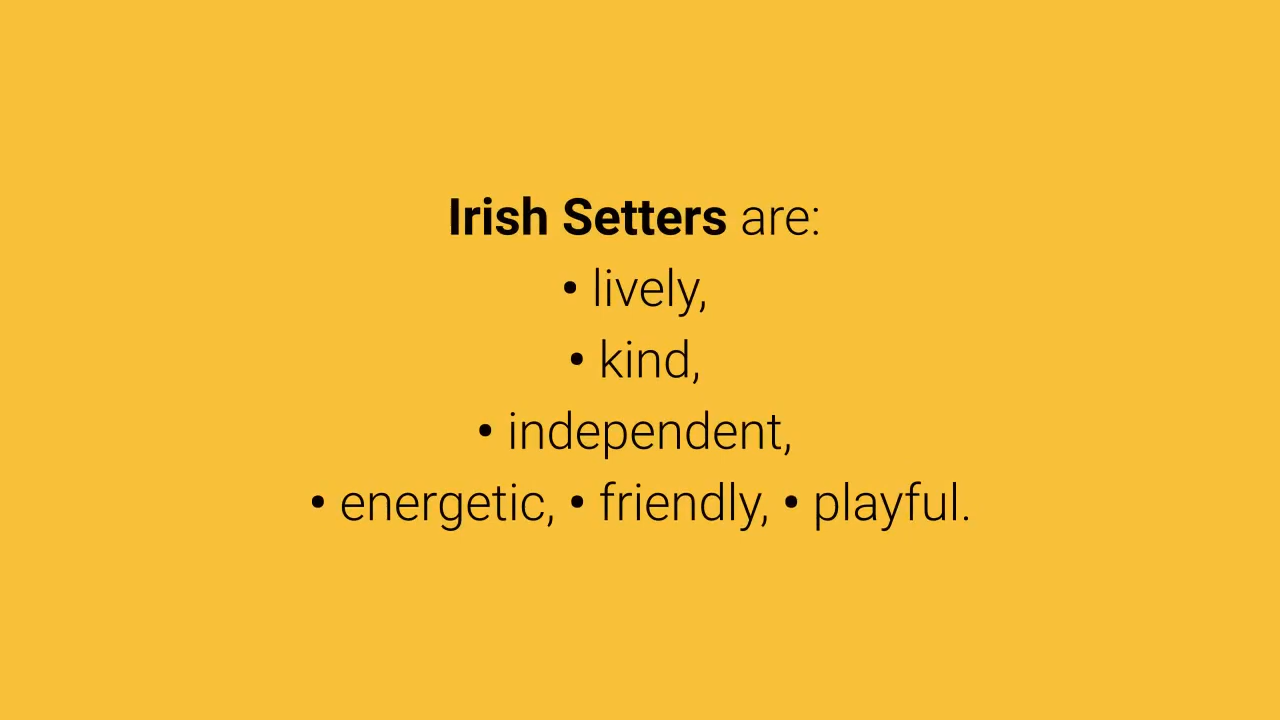 Irish Setters are:
• lively,
• kind,
• independent,
• energetic, • friendly, • playful.